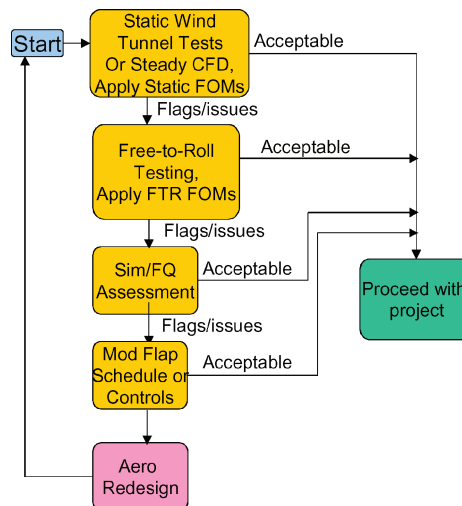 Start
Static Wind
Tunnel Tests
Or Steady CFD,
Apply Static FOMs
Acceptable
Flags/issues
Free-to-Roll
Testing,
Apply FTR FOMs
Acceptable
Flags/issues
Sim/FQ
Assessment
Acceptable
Proceed with
project
Flags/issues
Mod Flap
Schedule or
Controls
Acceptable
Aero
Redesign